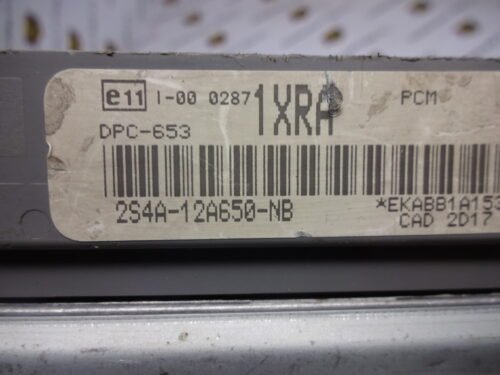 e11 I-00 0287 1XRA PCM
DPC-653
2S4A-12A650-NB *EKABB1A153
CAD 2D17